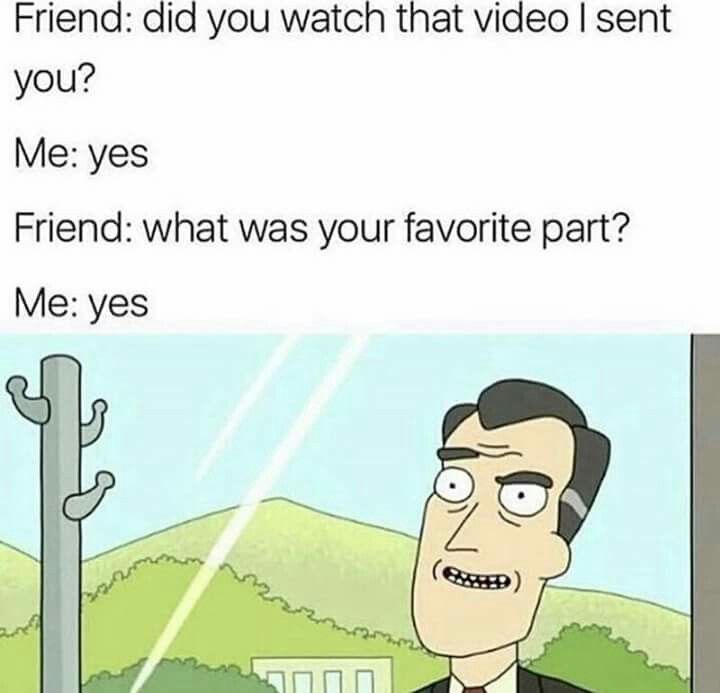 Friend: did you watch that video I sent
you?
Me: yes
Friend: what was your favorite part?
Me: yes